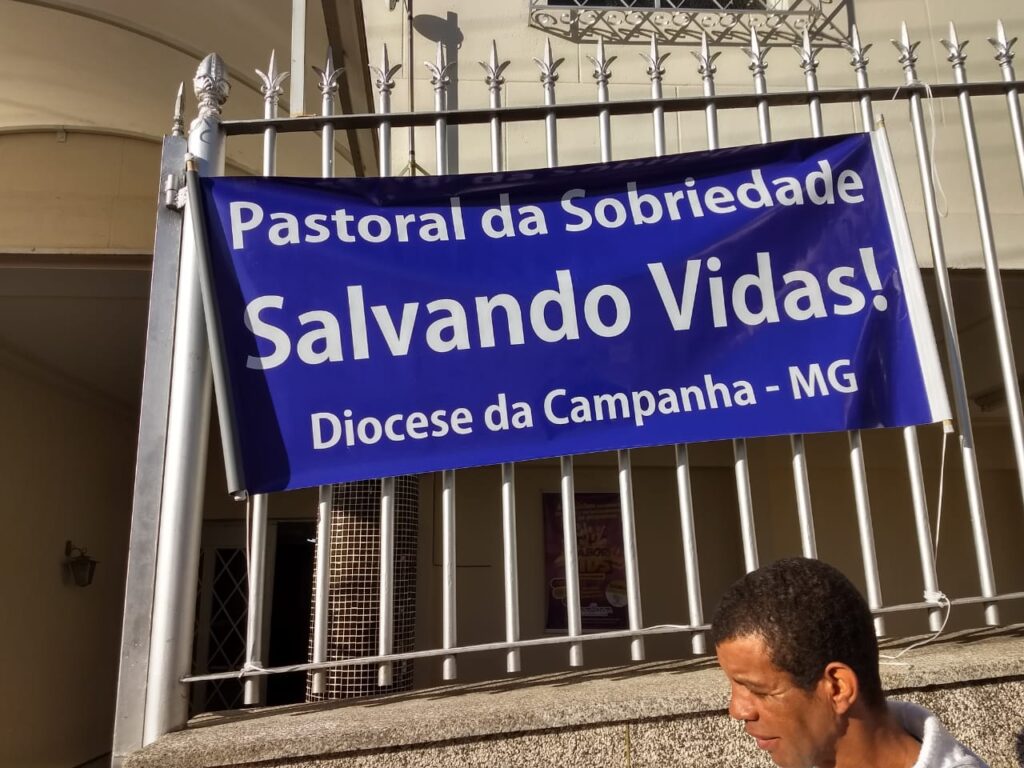 Pastoral da Sobriedade
Salvando Vidas!
Diocese da Campanha - MG